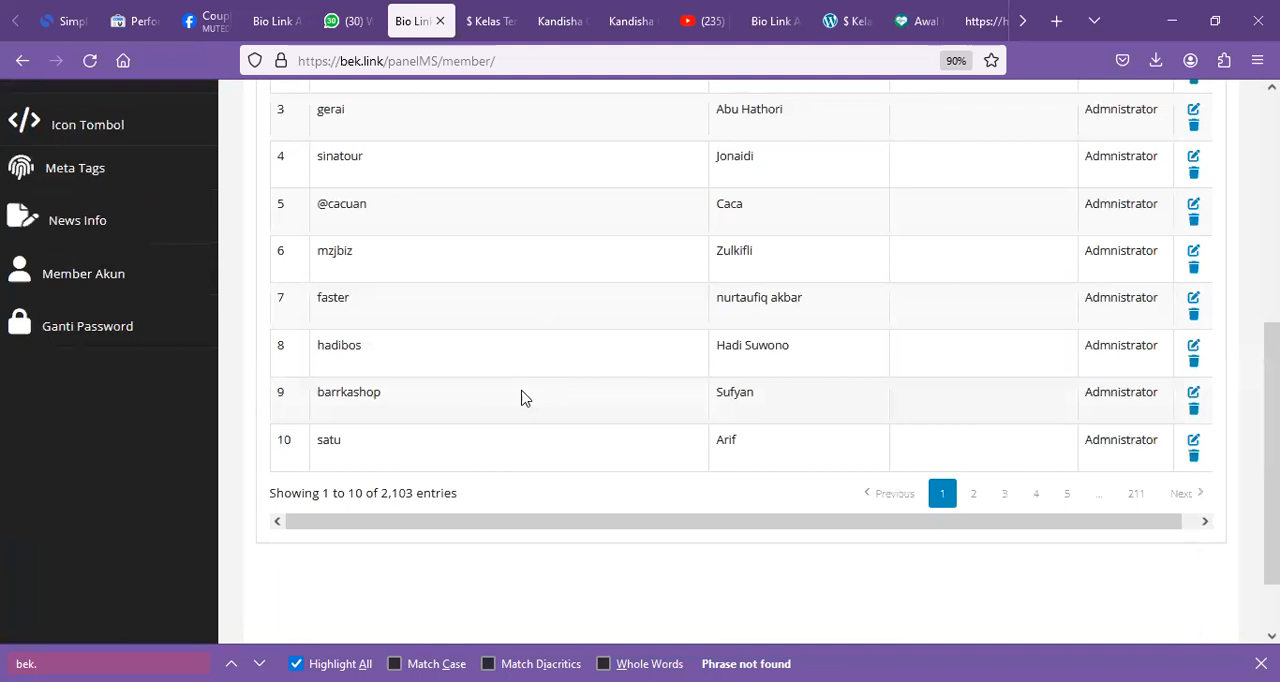 Simpl
Perfo
Coupl
MUTED
Bio Link A
(30) W
Bio Lin
$ Kelas Ter
Kandisha
Kandisha
(235)
Bio Link A
$ Kela
Awal
https://h
https://bek.link/panelMS/member/
90%
Icon Tombol
Meta Tags
News Info
Member Akun
Ganti Password
3 gerai Abu Hathori Admnistrator
4 sinatour Jonaidi Admnistrator
5 @cacuan Caca Admnistrator
6 mzjbiz Zulkifli Admnistrator
7 faster nurtaufiq akbar Admnistrator
8 hadibos Hadi Suwono Admnistrator
9 barrkashop Sufyan Admnistrator
10 satu Arif Admnistrator
Showing 1 to 10 of 2,103 entries Previous 1 2 3 4 5 ... 211 Next
bek. Highlight All Match Case Match Diacritics Whole Words Phrase not found